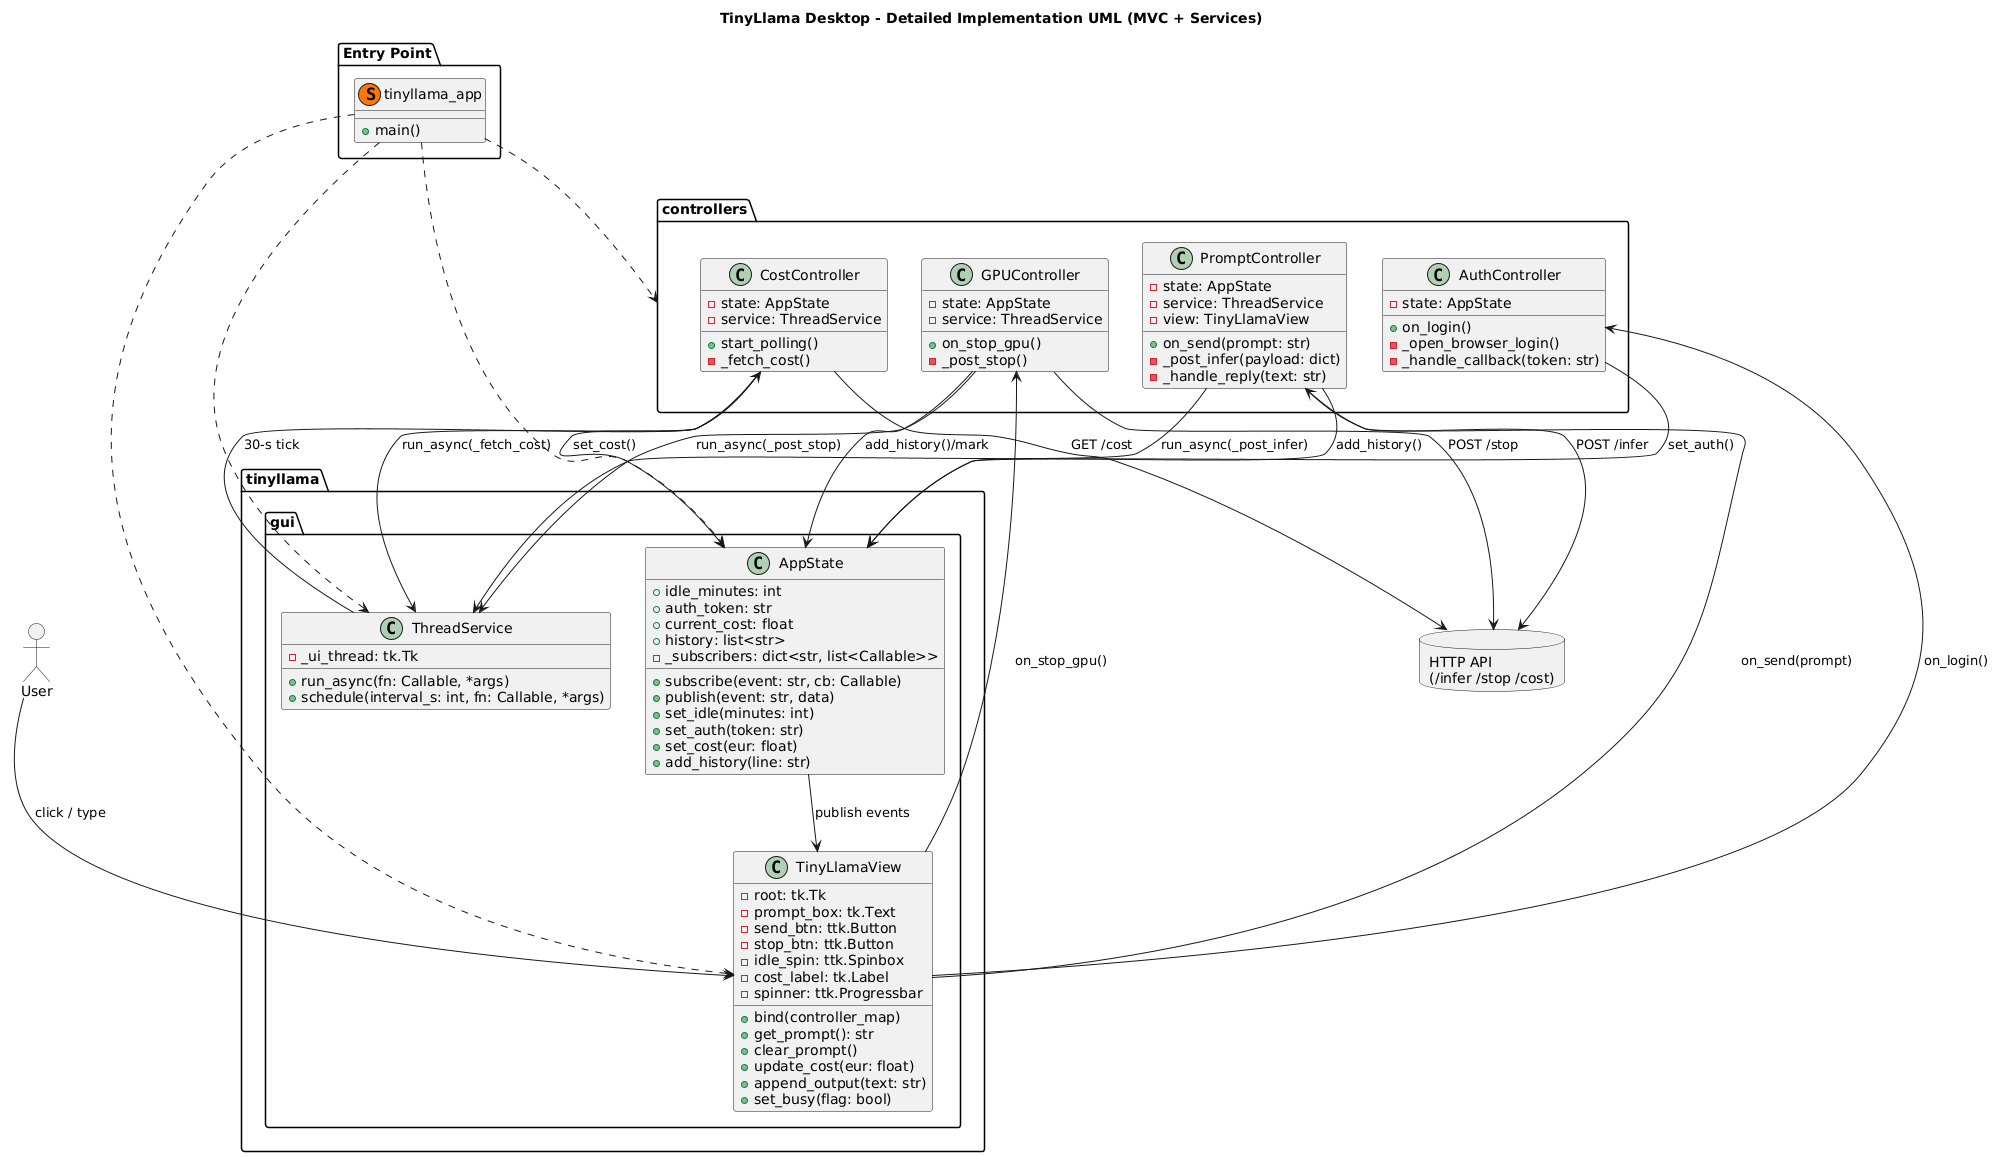 TinyLlama Desktop - Detailed Implementation UML (MVC + Services)
Entry Point
S
tinyllama_app
main()
controllers
C
CostController
state: AppState
service: ThreadService
start_polling()
_fetch_cost()
C
GPUController
state: AppState
service: ThreadService
on_stop_gpu()
_post_stop()
C
PromptController
state: AppState
service: ThreadService
view: TinyLlamaView
on_send(prompt: str)
_post_infer(payload: dict)
_handle_reply(text: str)
C
AuthController
state: AppState
on_login()
_open_browser_login()
_handle_callback(token: str)
30-s tick
run_async(_fetch_cost)
set_cost()
run_async(_post_stop)
add_history()/mark
GET /cost
run_async(_post_infer)
add_history()
POST /stop
POST /infer
set_auth()
tinyllama
gui
C
AppState
idle_minutes: int
auth_token: str
current_cost: float
history: list<str>
_subscribers: dict<str, list<Callable>>
subscribe(event: str, cb: Callable)
publish(event: str, data)
set_idle(minutes: int)
set_auth(token: str)
set_cost(eur: float)
add_history(line: str)
C
ThreadService
_ui_thread: tk.Tk
run_async(fn: Callable, *args)
schedule(interval_s: int, fn: Callable, *args)
User
HTTP API
(/infer /stop /cost)
on_stop_gpu()
on_send(prompt)
on_login()
click / type
publish events
C
TinyLlamaView
root: tk.Tk
prompt_box: tk.Text
send_btn: ttk.Button
stop_btn: ttk.Button
idle_spin: ttk.Spinbox
cost_label: tk.Label
spinner: ttk.Progressbar
bind(controller_map)
get_prompt(): str
clear_prompt()
update_cost(eur: float)
append_output(text: str)
set_busy(flag: bool)